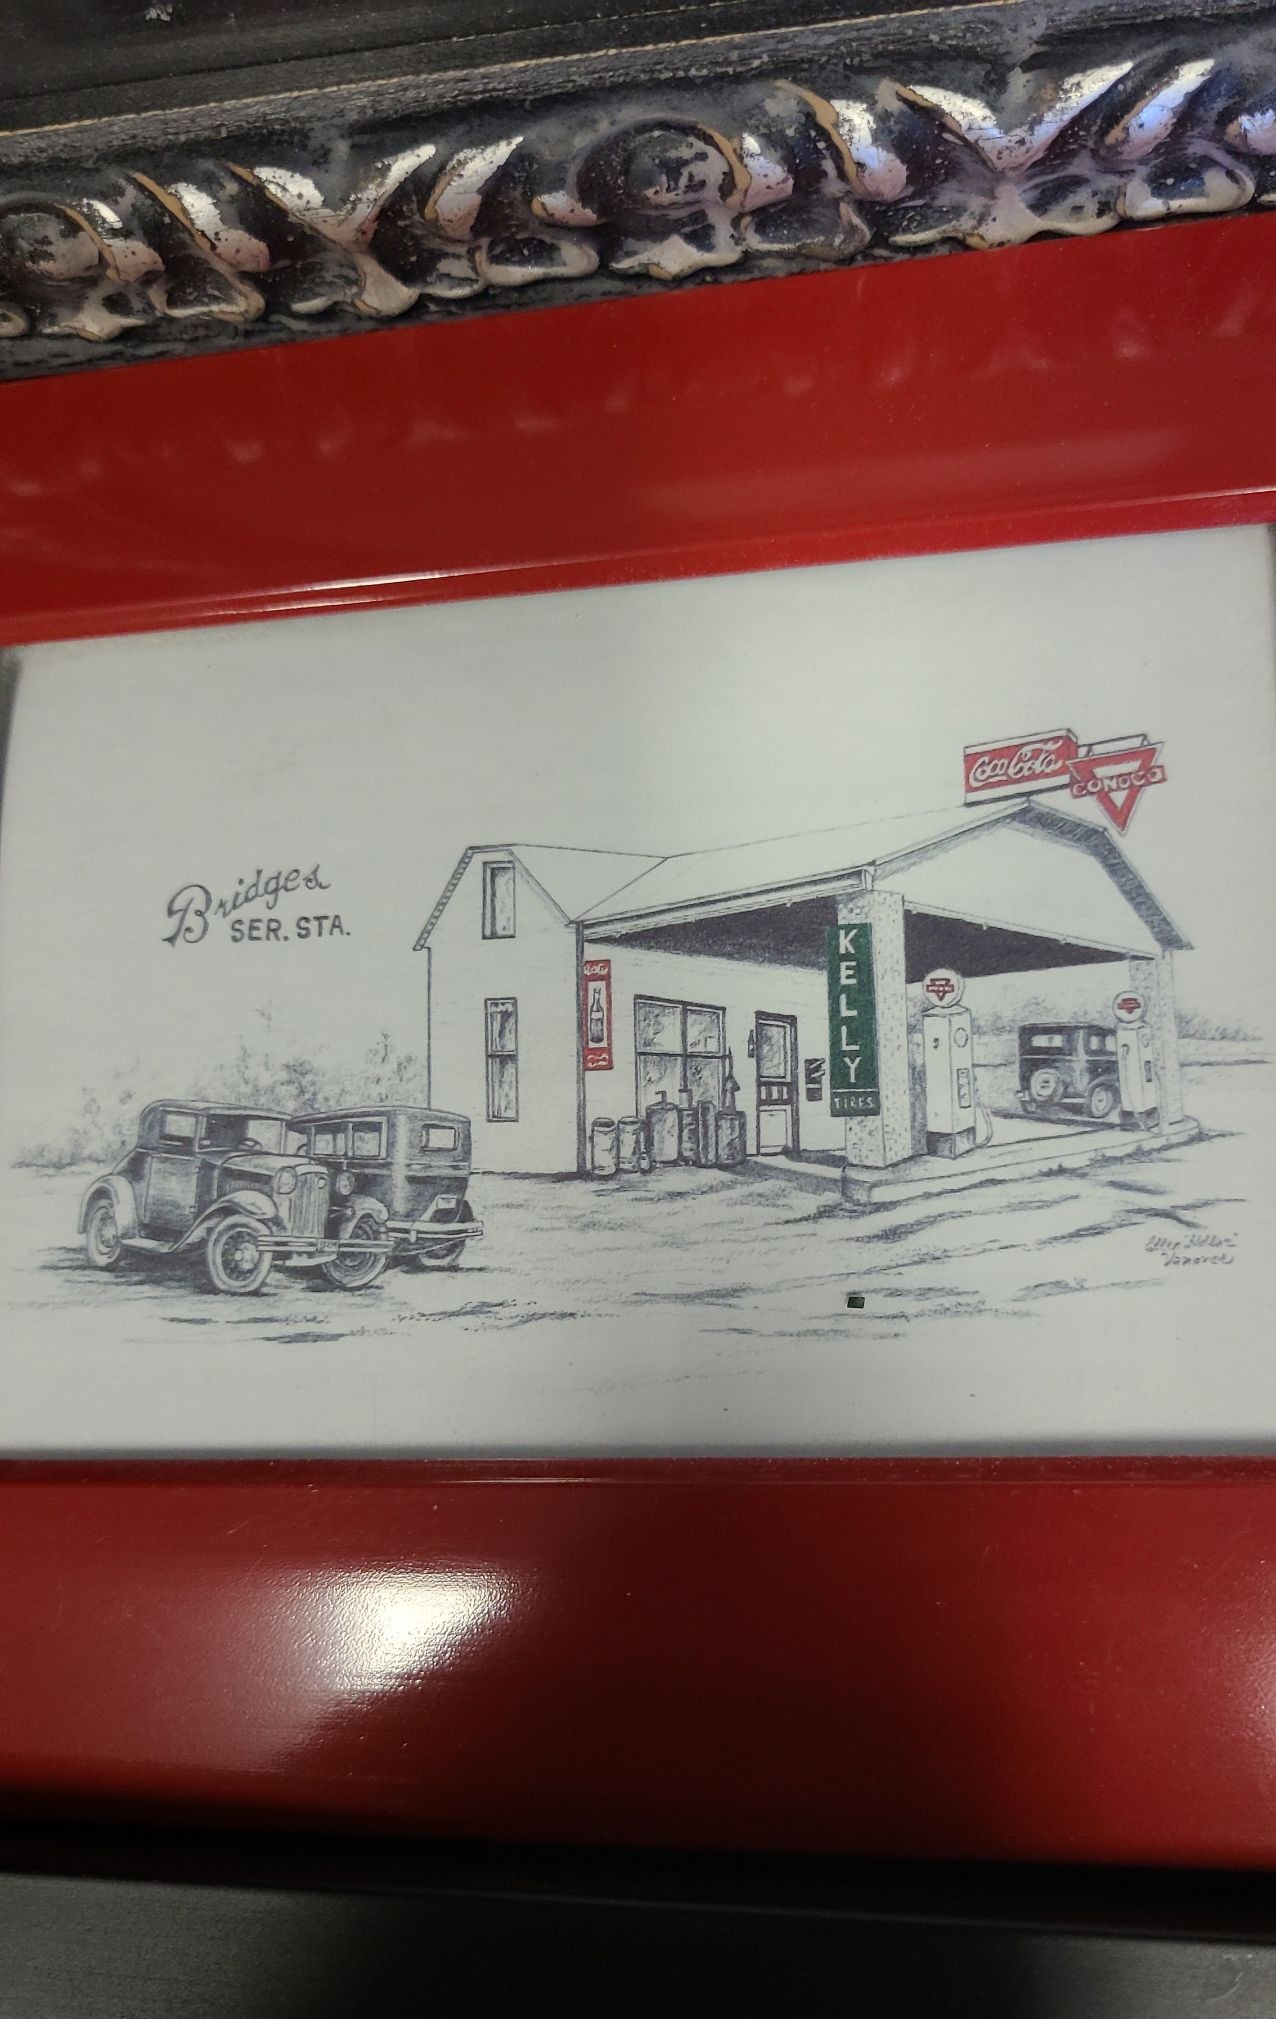 Coca-Cola
CONOCO
Bridges
SER. STA.
KELLY
TIRES